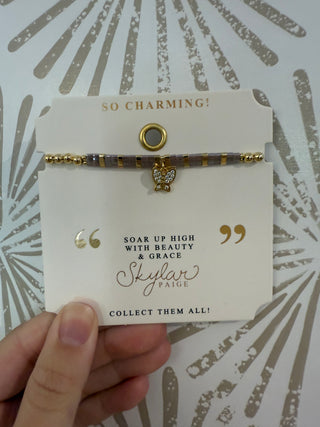 SO CHARMING!
“
SOAR UP HIGH
WITH BEAUTY
& GRACE
”
Skylar
PAIGE
COLLECT THEM ALL!